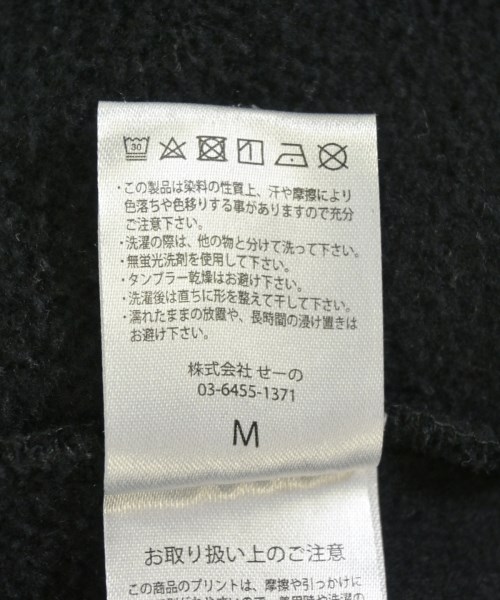 30
・この製品は染料の性質上、汗や摩擦により
色落ちや色移りする事がありますので充分
ご注意下さい。
・洗濯の際は、他の物と分けて洗って下さい。
・無蛍光洗剤を使用して下さい。
・タンブラー乾燥はお避け下さい。
・洗濯後は直ちに形を整えて干して下さい。
・濡れたままの放置や、長時間の浸け置きは
お避け下さい。
株式会社 せーの
03-6455-1371
M
お取り扱い上のご注意
この商品のプリントは、摩擦や引っかけに